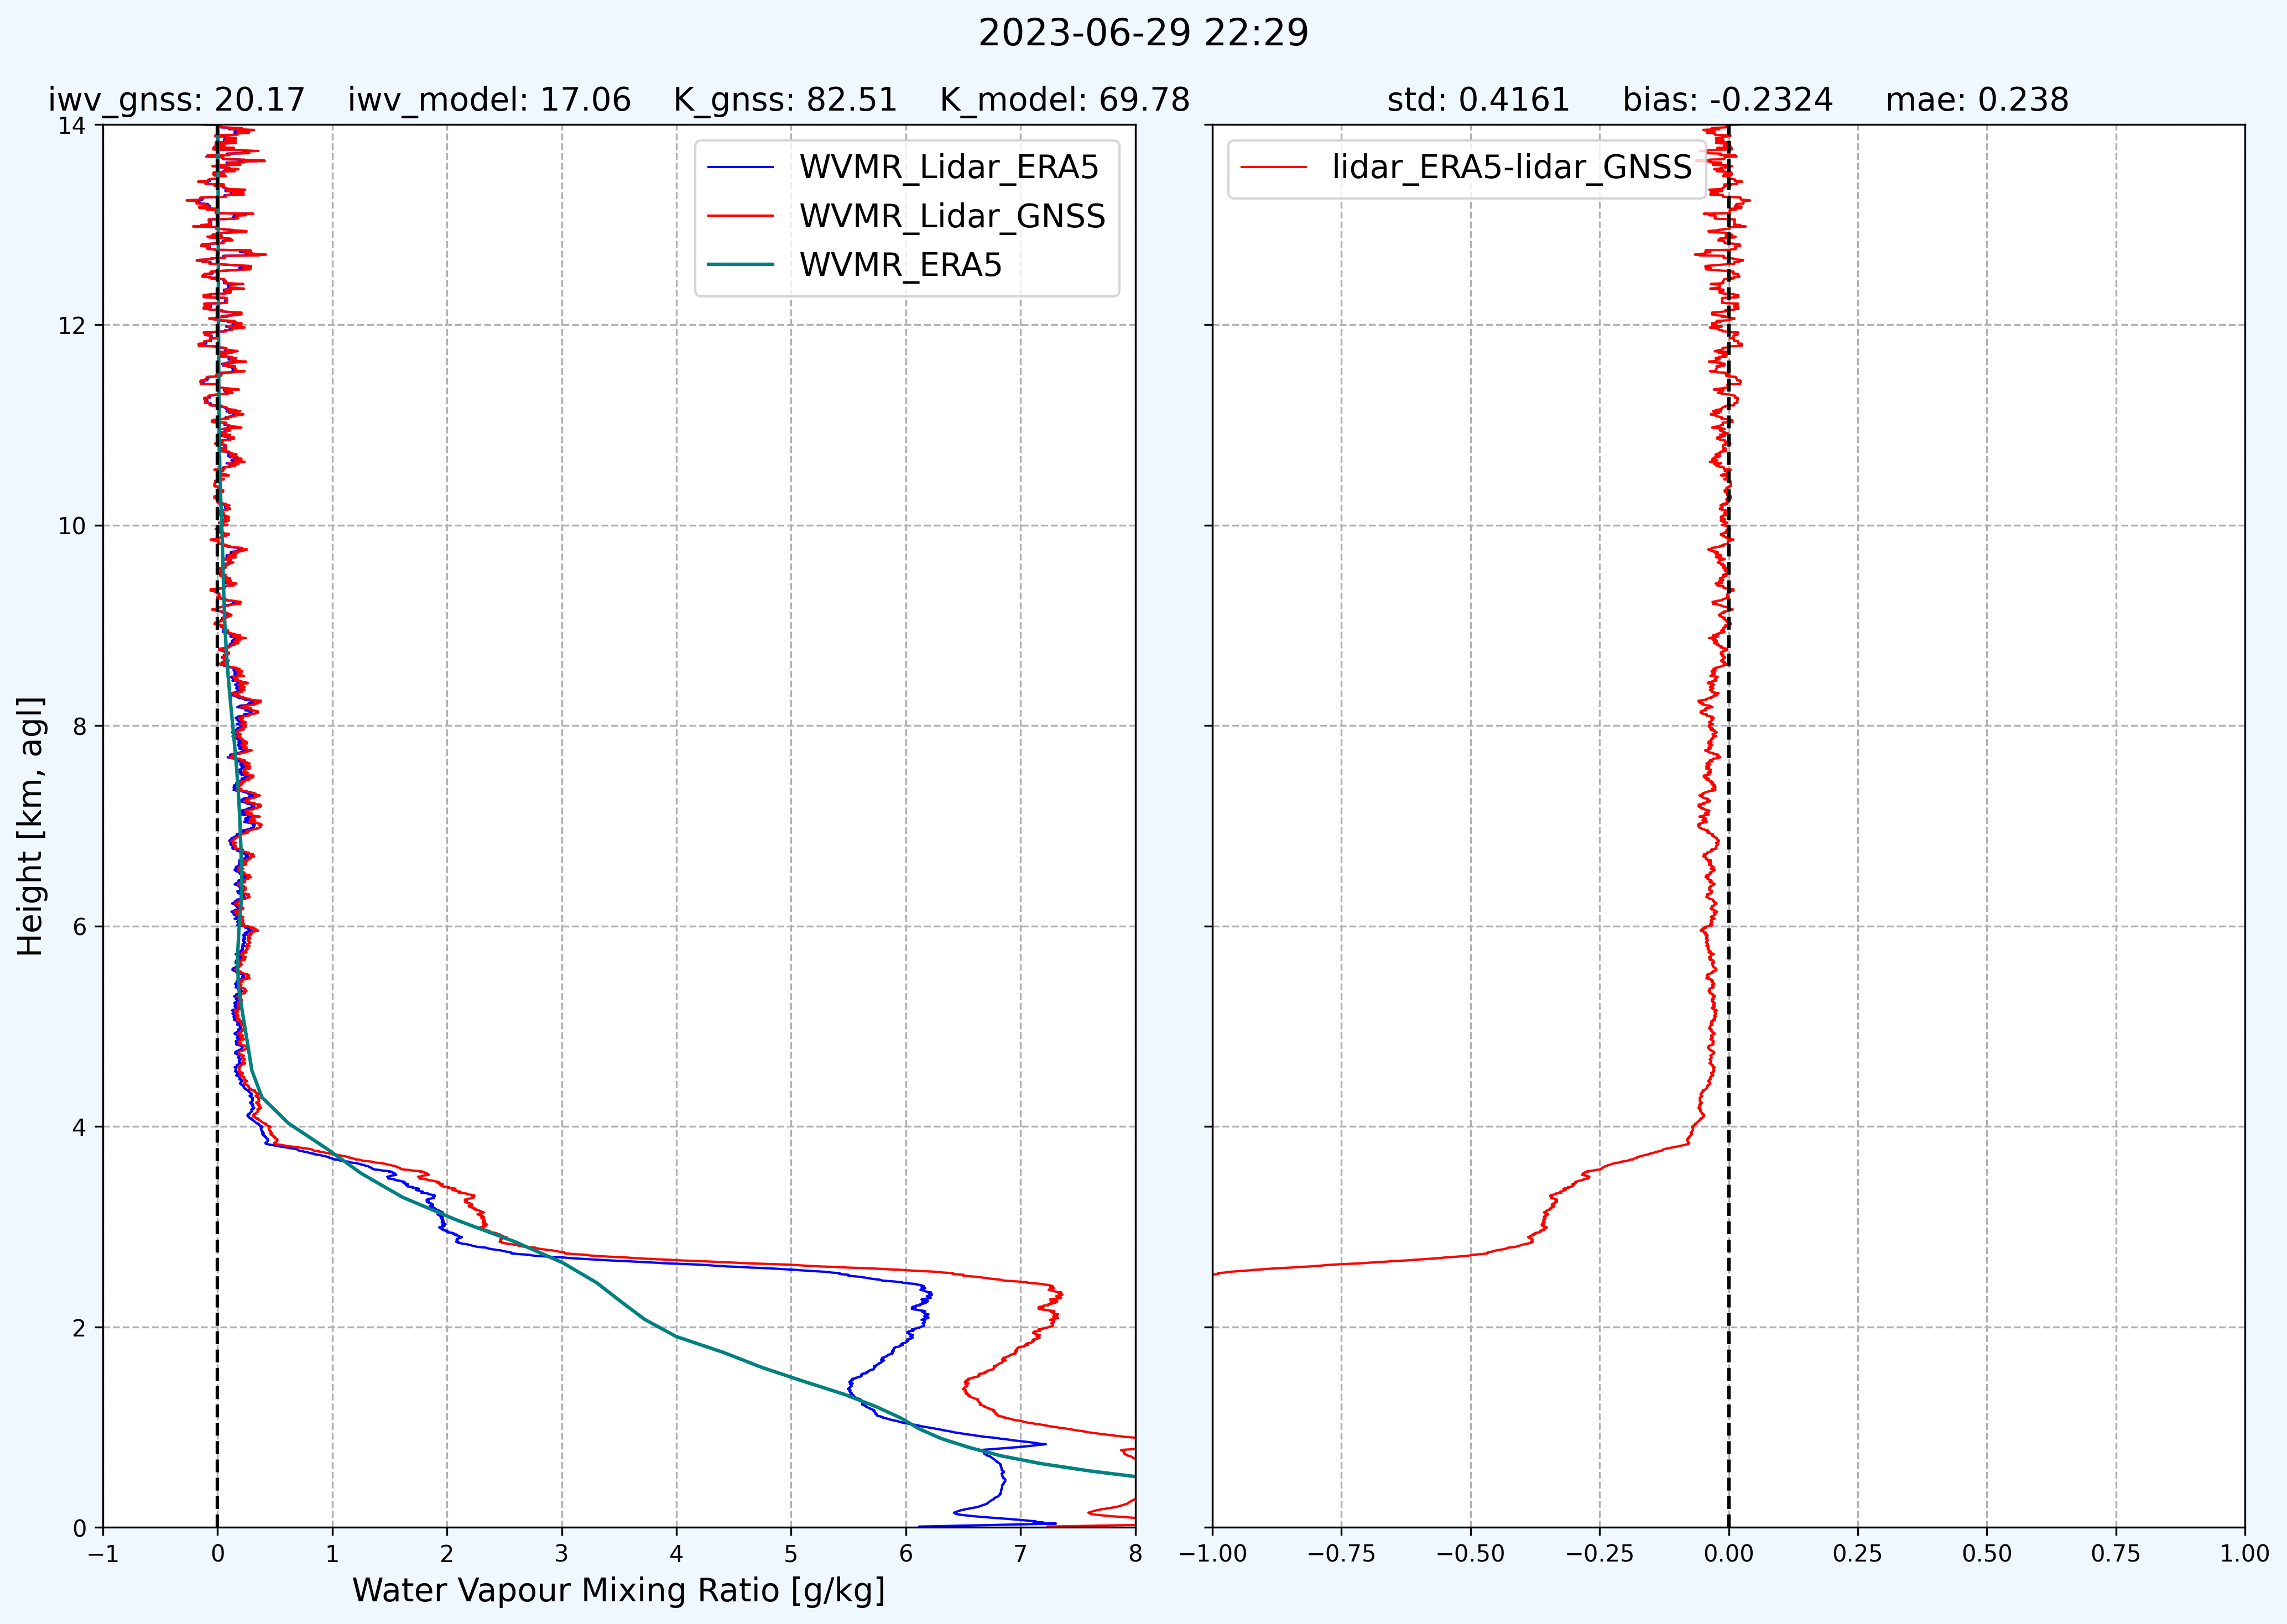 2023-06-29 22:29
iwv_gnss: 20.17 iwv_model: 17.06 K_gnss: 82.51 K_model: 69.78
std: 0.4161 bias: -0.2324 mae: 0.238
WVMR_Lidar_ERA5
WVMR_Lidar_GNSS
WVMR_ERA5
lidar_ERA5-lidar_GNSS
14
12
10
8
6
4
2
0
Height [km, agl]
−1 0 1 2 3 4 5 6 7 8
Water Vapour Mixing Ratio [g/kg]
−1.00 −0.75 −0.50 −0.25 0.00 0.25 0.50 0.75 1.00